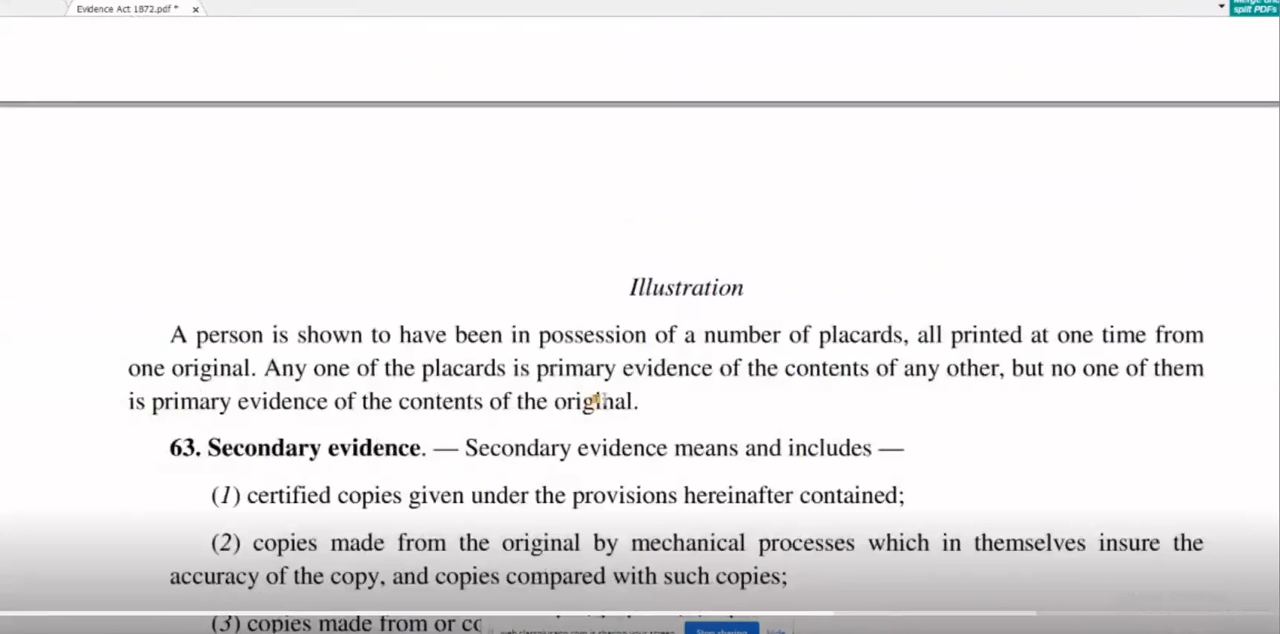 Evidence Act 1872.pdf *
split PDFs
Illustration
A person is shown to have been in possession of a number of placards, all printed at one time from
one original. Any one of the placards is primary evidence of the contents of any other, but no one of them
is primary evidence of the contents of the original.
63. Secondary evidence. — Secondary evidence means and includes —
(1) certified copies given under the provisions hereinafter contained;
(2) copies made from the original by mechanical processes which in themselves insure the
accuracy of the copy, and copies compared with such copies;
(3) copies made from or
Stop sharing